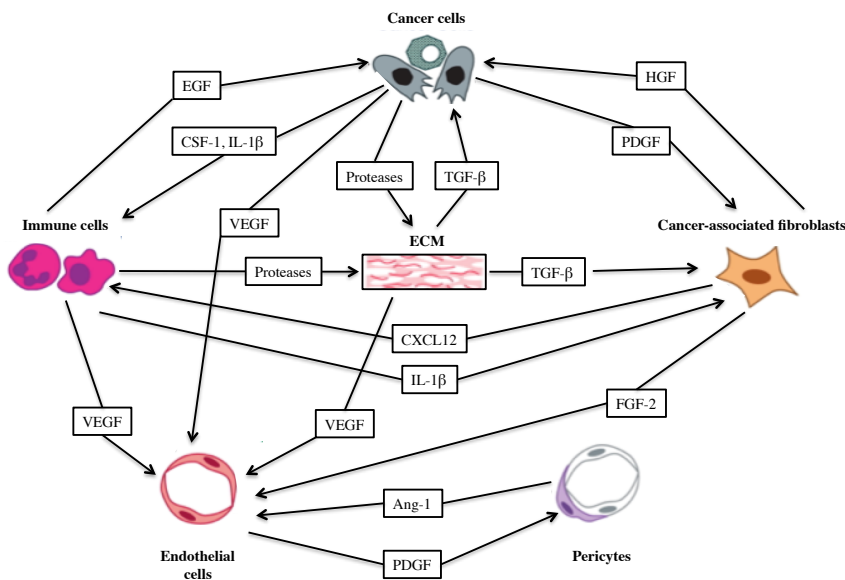 Cancer cells
EGF
HGF
CSF-1, IL-1β
PDGF
Proteases
TGF-β
Immune cells
VEGF
Cancer-associated fibroblasts
ECM
Proteases
TGF-β
CXCL12
IL-1β
FGF-2
VEGF
VEGF
Ang-1
Endothelial
cells
PDGF
Pericytes